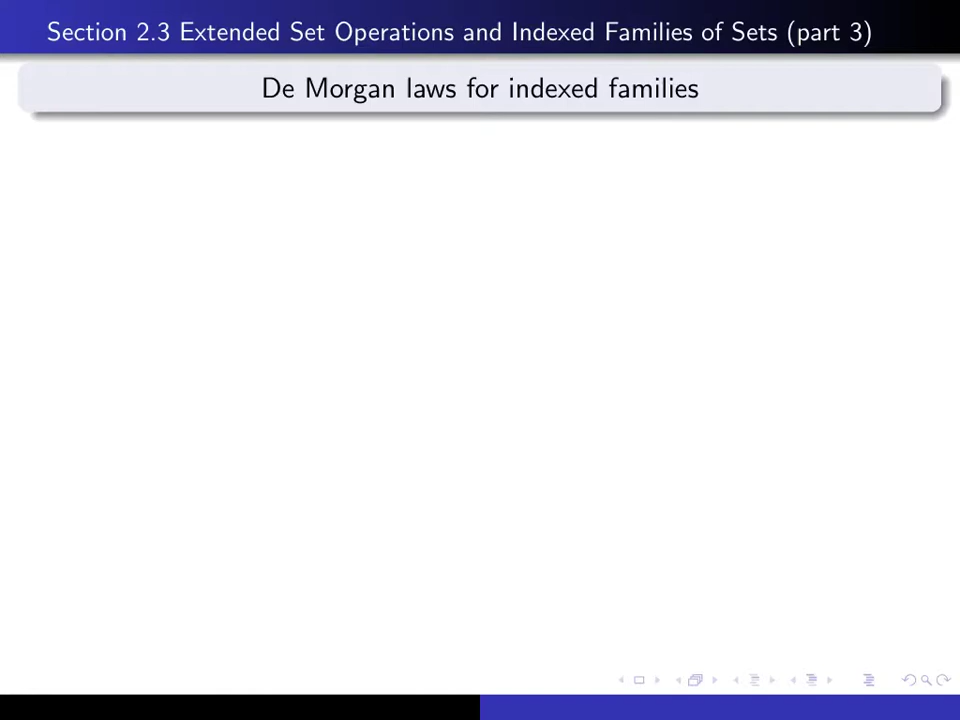 Section 2.3 Extended Set Operations and Indexed Families of Sets (part 3)
De Morgan laws for indexed families